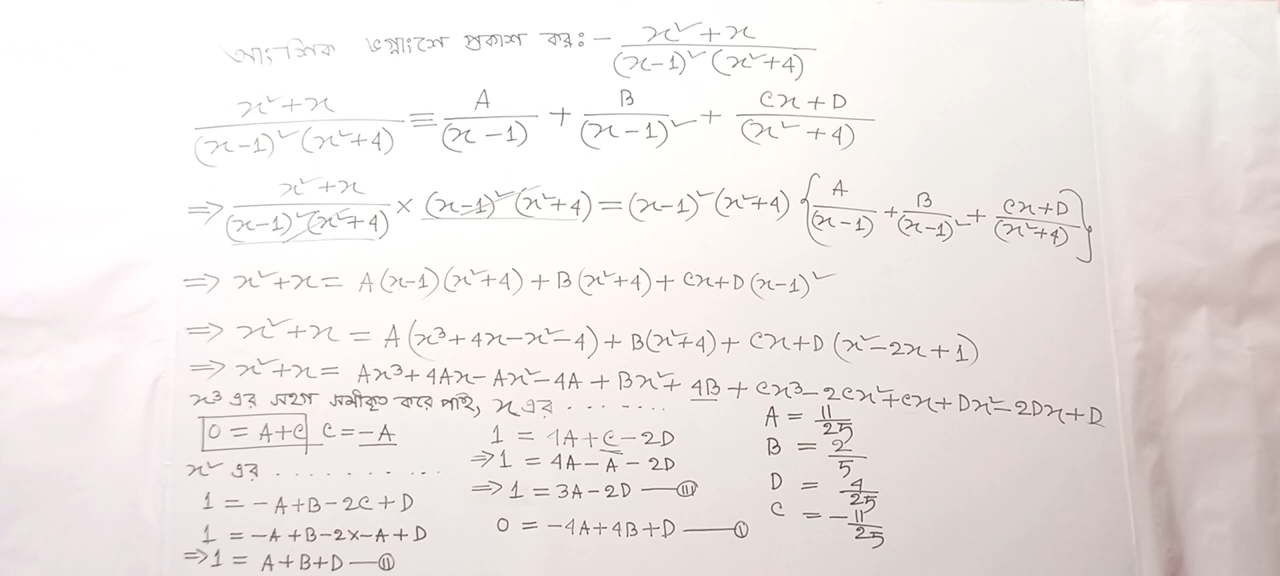 আংশিক ভগ্নাংশে প্রকাশ কর:- x²+x / (x-1)²(x²+4)
x²+x / (x-1)²(x²+4) ≡ A/(x-1) + B/(x-1)² + Cx+D/(x²+4)
⇒ x²+x / (x-1)²(x²+4) × (x-1)²(x²+4) = (x-1)²(x²+4) {A/(x-1) + B/(x-1)² + Cx+D/(x²+4)}
⇒ x²+x = A(x-1)(x²+4) + B(x²+4) + Cx+D(x-1)²
⇒ x²+x = A(x³+4x-x²-4) + B(x²+4) + Cx+D(x²-2x+1)
⇒ x²+x = Ax³+4Ax-Ax²-4A + Bx²+ 4B + Cx³-2Cx²+Cx+Dx²-2Dx+D
x³ এর সহগ সমীকৃত করে পাই, x এর . . . . . . .
0 = A+C C = -A
x² এর . . . . . . . . . .
1 = -A+B-2C+D
1 = -A+B-2×-A+D
⇒ 1 = A+B+D —(ii)
1 = 4A+C-2D
⇒ 1 = 4A-A-2D
⇒ 1 = 3A-2D —(iii)
0 = -4A+4B+D —(i)
A = 11/25
B = 2/5
D = 4/25
C = -11/25